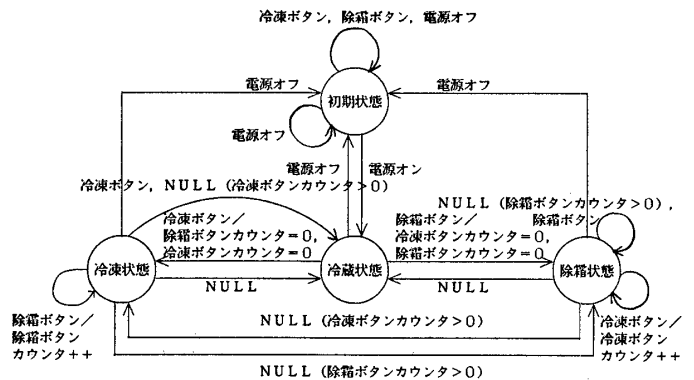 冷凍ボタン, 除霜ボタン, 電源オフ
電源オフ
初期状態
電源オフ
電源オフ
電源オフ
電源オン
冷凍ボタン, NULL (冷凍ボタンカウンタ>0)
NULL (除霜ボタンカウンタ>0),
除霜ボタン
冷凍ボタン/
除霜ボタンカウンタ=0,
冷凍ボタンカウンタ=0
除霜ボタン/
冷凍ボタンカウンタ=0,
除霜ボタンカウンタ=0
冷凍状態
冷蔵状態
除霜状態
NULL
NULL
除霜ボタン/
除霜ボタン
カウンタ++
NULL (冷凍ボタンカウンタ>0)
冷凍ボタン/
冷凍ボタン
カウンタ++
NULL (除霜ボタンカウンタ>0)